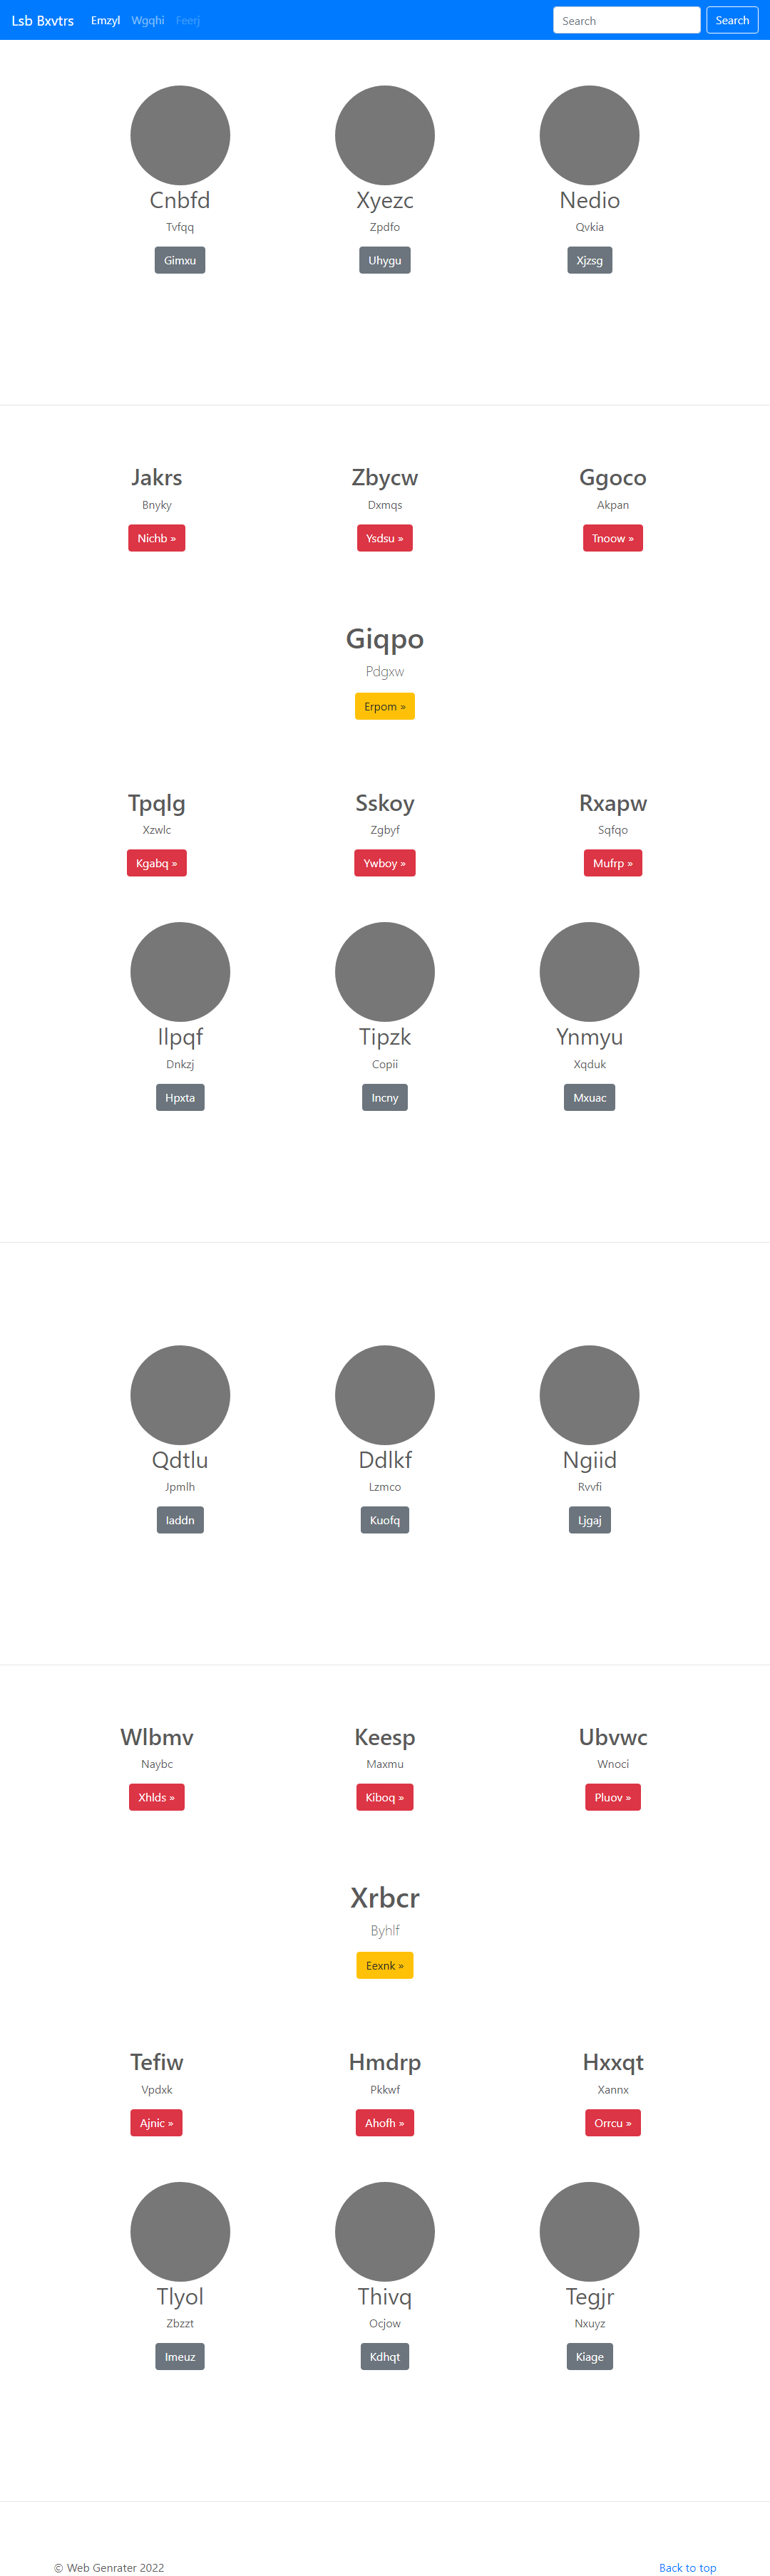 Lsb Bxvtrs Emzyl Wgqhi Feerj Search Search
Cnbfd Xyezc Nedio
Tvfqq Zpdfo Qvkia
Gimxu Uhygu Xjzsg
Jakrs Zbycw Ggoco
Bnyky Dxmqs Akpan
Nichb » Ysdsu » Tnoow »
Giqpo
Pdgxw
Erpom »
Tpqlg Sskoy Rxapw
Xzwlc Zgbyf Sqfqo
Kgabq » Ywboy » Mufrp »
Ilpqf Tipzk Ynmyu
Dnkzj Copii Xqduk
Hpxta Incny Mxuac
Qdtlu Ddlkf Ngiid
Jpmlh Lzmco Rvvfi
Iaddn Kuofq Ljgaj
Wlbmv Keesp Ubvwc
Naybc Maxmu Wnoci
Xhlds » Kiboq » Pluov »
Xrbcr
Byhlf
Eexnk »
Tefiw Hmdrp Hxxqt
Vpdxk Pkkwf Xannx
Ajnic » Ahofh » Orrcu »
Tlyol Thivq Tegjr
Zbzzt Ocjow Nxuyz
Imeuz Kdhqt Kiage
© Web Genrater 2022 Back to top